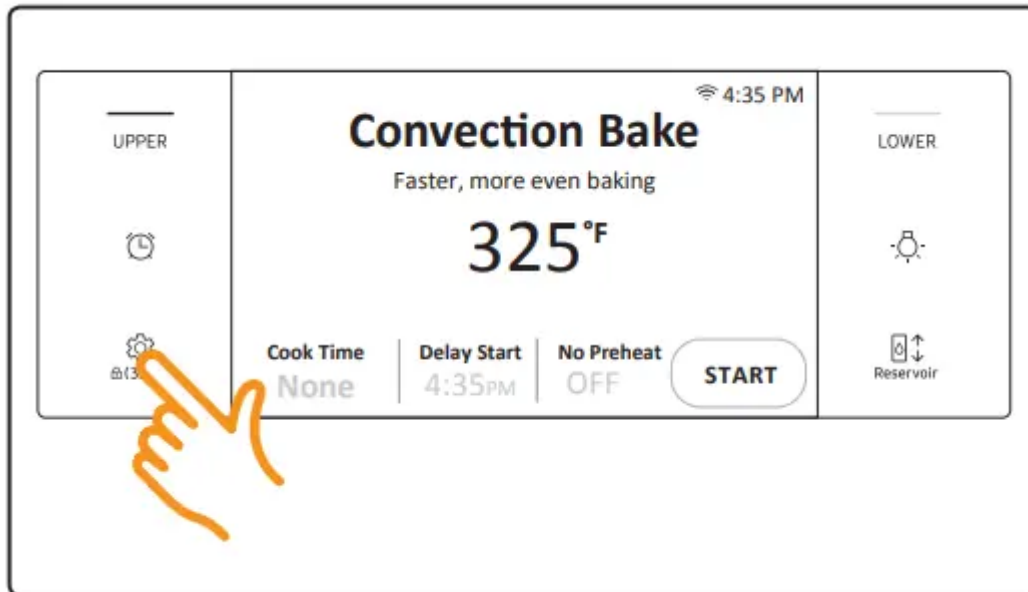 4:35 PM
UPPER
Convection Bake
LOWER
Faster, more even baking
325°F
Cook Time
Delay Start
No Preheat
None
4:35PM
OFF
START
Reservoir